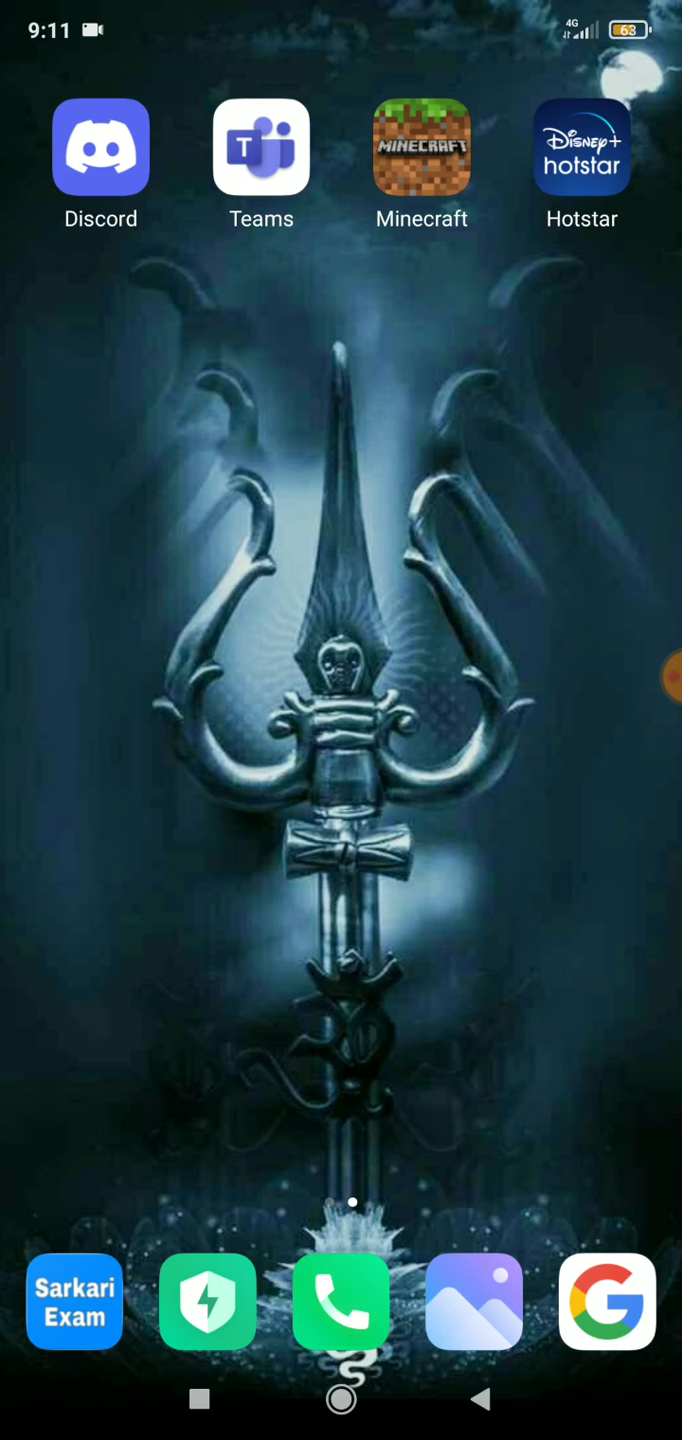 9:11
4G
63
Discord
T
Teams
MINECRAFT
Minecraft
Disney+
hotstar
Hotstar
ॐ
Sarkari
Exam
G